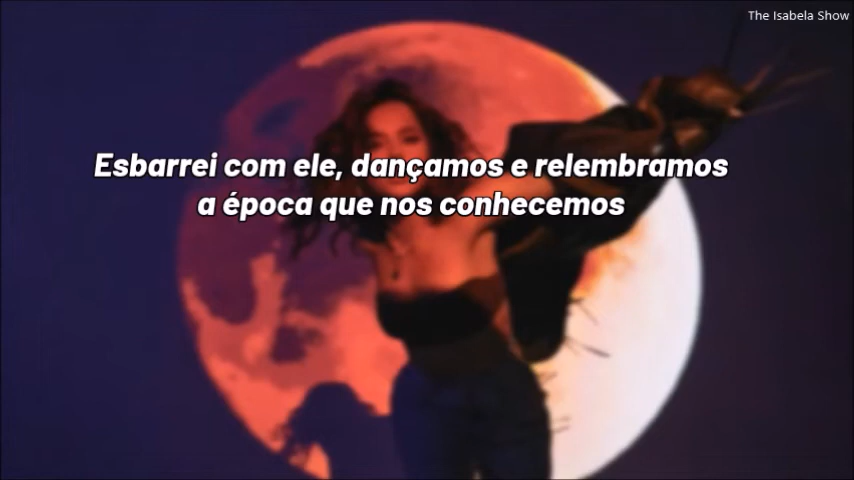 The Isabela Show
Esbarrei com ele, dançamos e relembramos
a época que nos conhecemos